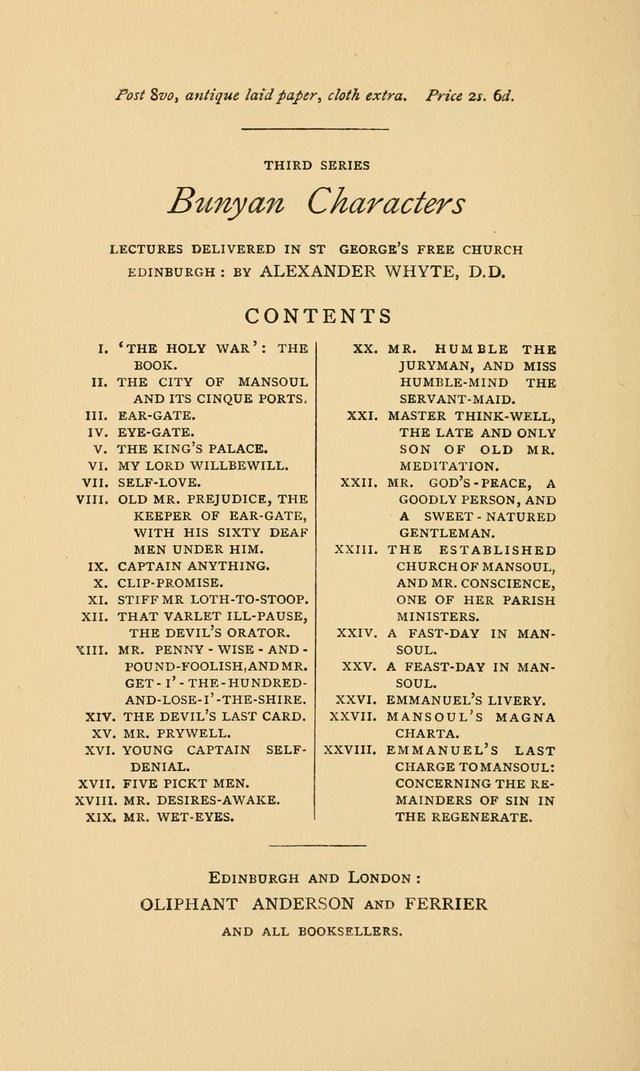 Post 8vo, antique laid paper, cloth extra. Price 2s. 6d.
THIRD SERIES
Bunyan Characters
LECTURES DELIVERED IN ST GEORGE'S FREE CHURCH
EDINBURGH: BY ALEXANDER WHYTE, D.D.
CONTENTS
I. 'THE HOLY WAR': THE
BOOK.
II. THE CITY OF MANSOUL
AND ITS CINQUE PORTS.
III. EAR-GATE.
IV. EYE-GATE.
V. THE KING'S PALACE.
VI. MY LORD WILLBEWILL.
VII. SELF-LOVE.
VIII. OLD MR. PREJUDICE, THE
KEEPER OF EAR-GATE,
WITH HIS SIXTY DEAF
MEN UNDER HIM.
IX. CAPTAIN ANYTHING.
X. CLIP-PROMISE.
XI. STIFF MR LOTH-TO-STOOP.
XII. THAT VARLET ILL-PAUSE,
THE DEVIL'S ORATOR.
XIII. MR. PENNY-WISE-AND-
POUND-FOOLISH, AND MR.
GET-I'-THE-HUNDRED-
AND-LOSE-I'-THE-SHIRE.
XIV. THE DEVIL'S LAST CARD.
XV. MR. PRYWELL.
XVI. YOUNG CAPTAIN SELF-
DENIAL.
XVII. FIVE PICKT MEN.
XVIII. MR. DESIRES-AWAKE.
XIX. MR. WET-EYES.
XX. MR. HUMBLE THE
JURYMAN, AND MISS
HUMBLE-MIND THE
SERVANT-MAID.
XXI. MASTER THINK-WELL,
THE LATE AND ONLY
SON OF OLD MR.
MEDITATION.
XXII. MR. GOD'S-PEACE, A
GOODLY PERSON, AND
A SWEET-NATURED
GENTLEMAN.
XXIII. THE ESTABLISHED
CHURCH OF MANSOUL,
AND MR. CONSCIENCE,
ONE OF HER PARISH
MINISTERS.
XXIV. A FAST-DAY IN MAN-
SOUL.
XXV. A FEAST-DAY IN MAN-
SOUL.
XXVI. EMMANUEL'S LIVERY.
XXVII. MANSOUL'S MAGNA
CHARTA.
XXVIII. EMMANUEL'S LAST
CHARGE TO MANSOUL:
CONCERNING THE RE-
MAINDERS OF SIN IN
THE REGENERATE.
EDINBURGH AND LONDON:
OLIPHANT ANDERSON AND FERRIER
AND ALL BOOKSELLERS.